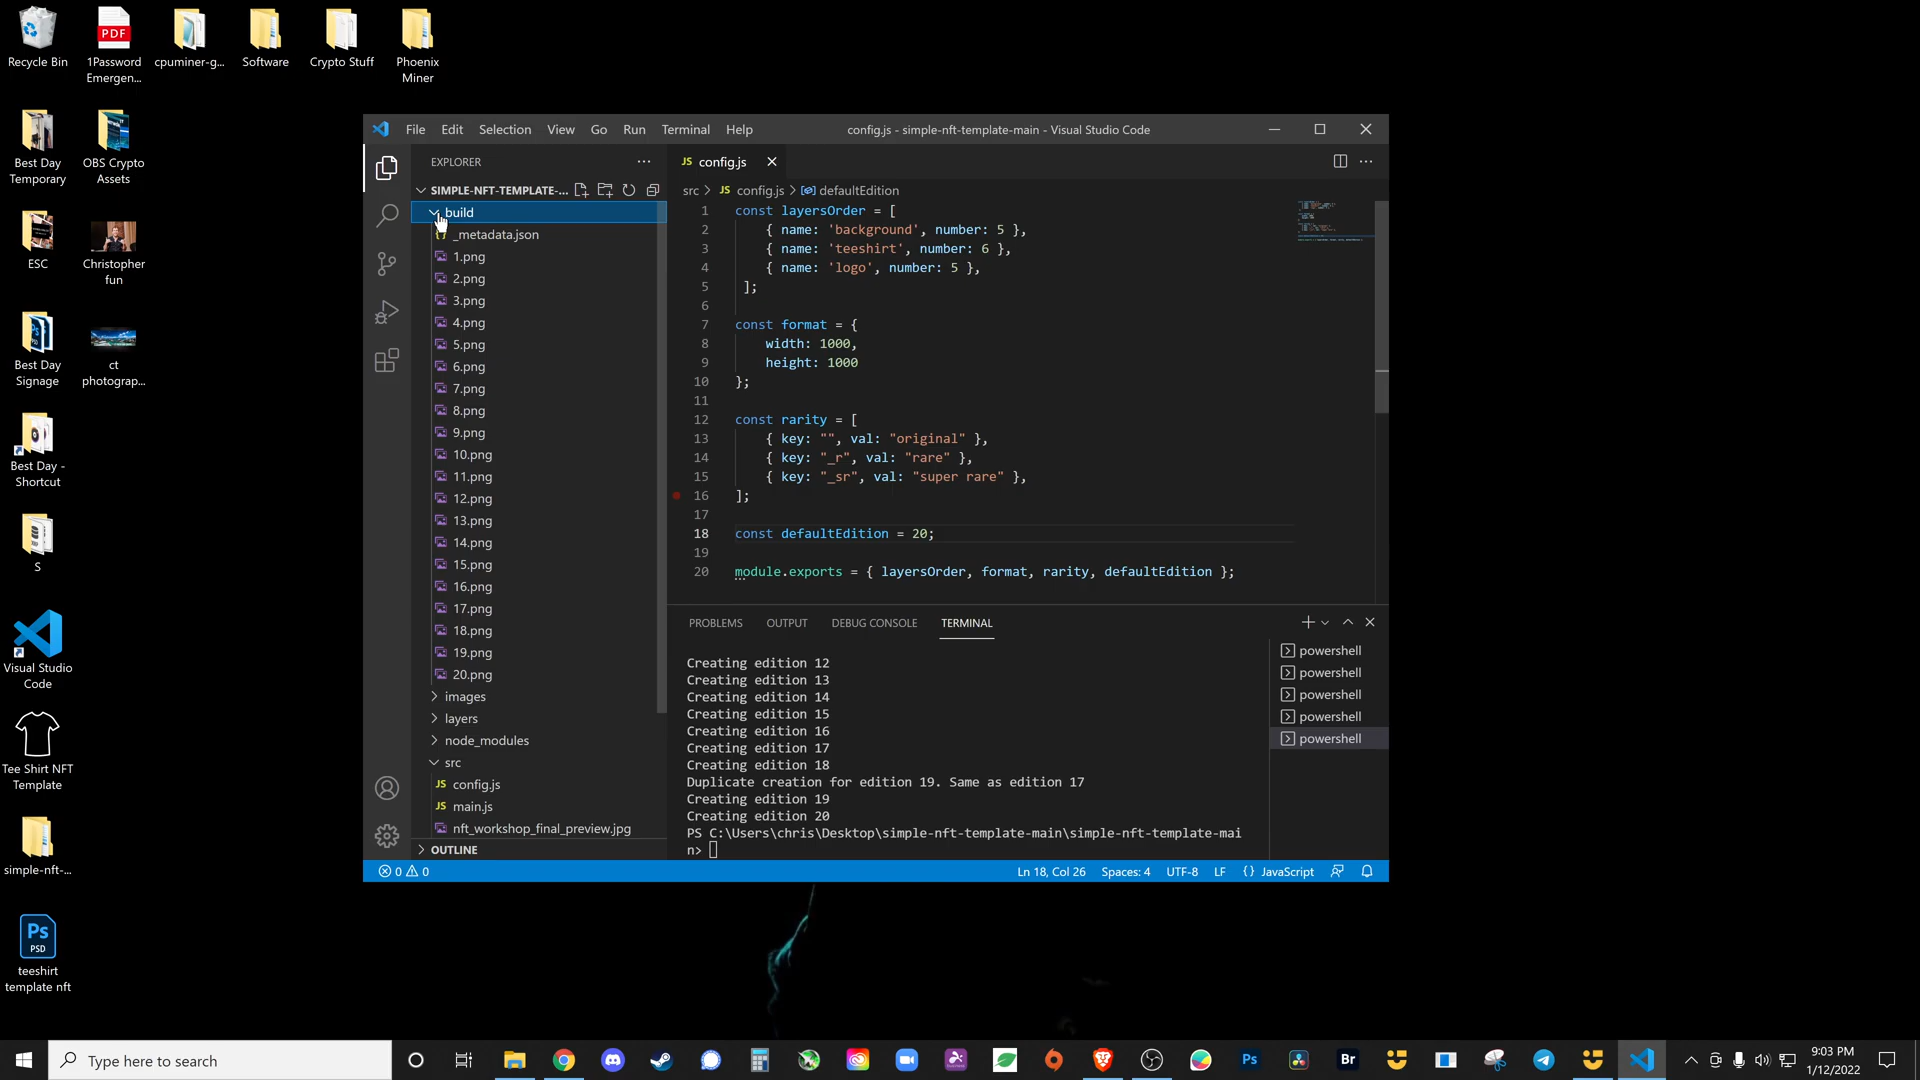 Recycle Bin
1Password
Emergen...
PDF
cpuminer-g...
Software
Crypto Stuff
Phoenix
Miner
Best Day
Temporary
OBS Crypto
Assets
ESC
Christopher
fun
Best Day
Signage
ct
photograp...
Best Day -
Shortcut
S
Visual Studio
Code
Tee Shirt NFT
Template
simple-nft-...
Ps
PSD
teeshirt
template nft
File Edit Selection View Go Run Terminal Help
config.js - simple-nft-template-main - Visual Studio Code
EXPLORER
SIMPLE-NFT-TEMPLATE-...
build
_metadata.json
1.png
2.png
3.png
4.png
5.png
6.png
7.png
8.png
9.png
10.png
11.png
12.png
13.png
14.png
15.png
16.png
17.png
18.png
19.png
20.png
images
layers
node_modules
src
JS config.js
JS main.js
nft_workshop_final_preview.jpg
OUTLINE
JS config.js
src > JS config.js > defaultEdition
1 const layersOrder = [
2 { name: 'background', number: 5 },
3 { name: 'teeshirt', number: 6 },
4 { name: 'logo', number: 5 },
5 ];
6
7 const format = {
8 width: 1000,
9 height: 1000
10 };
11
12 const rarity = [
13 { key: "", val: "original" },
14 { key: "_r", val: "rare" },
15 { key: "_sr", val: "super rare" },
16 ];
17
18 const defaultEdition = 20;
19
20 module.exports = { layersOrder, format, rarity, defaultEdition };
PROBLEMS OUTPUT DEBUG CONSOLE TERMINAL
Creating edition 12
Creating edition 13
Creating edition 14
Creating edition 15
Creating edition 16
Creating edition 17
Creating edition 18
Duplicate creation for edition 19. Same as edition 17
Creating edition 19
Creating edition 20
PS C:\Users\chris\Desktop\simple-nft-template-main\simple-nft-template-mai
n>
powershell
powershell
powershell
powershell
powershell
0 0
Ln 18, Col 26 Spaces: 4 UTF-8 LF {} JavaScript
Type here to search
Ps
Br
9:03 PM
1/12/2022